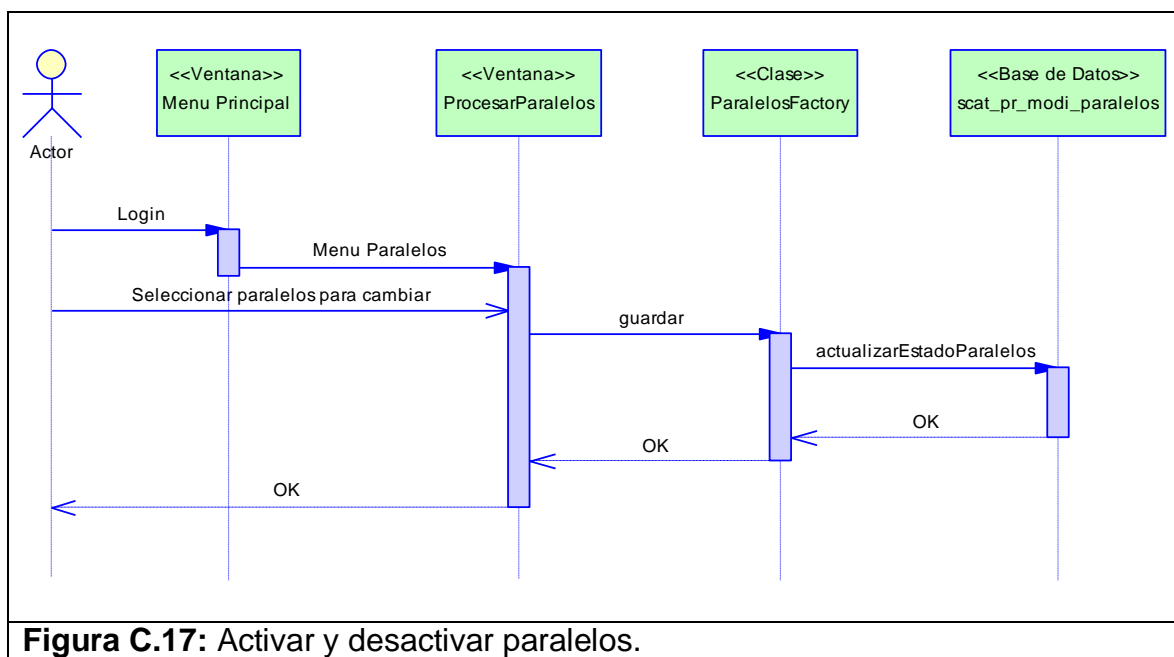 <<Ventana>>
Menu Principal
<<Ventana>>
ProcesarParalelos
<<Clase>>
ParalelosFactory
<<Base de Datos>>
scat_pr_modi_paralelos
Actor
Login
Menu Paralelos
Seleccionar paralelos para cambiar
guardar
actualizarEstadoParalelos
OK
OK
OK
Figura C.17: Activar y desactivar paralelos.